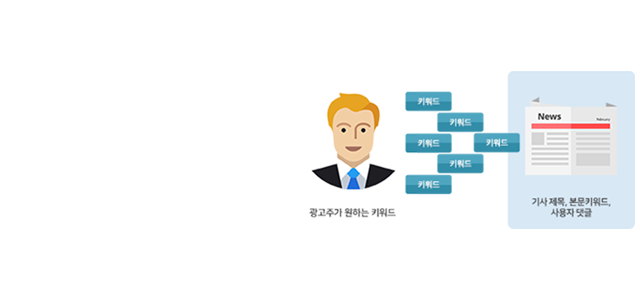 키워드
키워드
키워드
키워드
키워드
키워드
광고주가 원하는 키워드
News
February
기사 제목, 본문키워드,
사용자 댓글